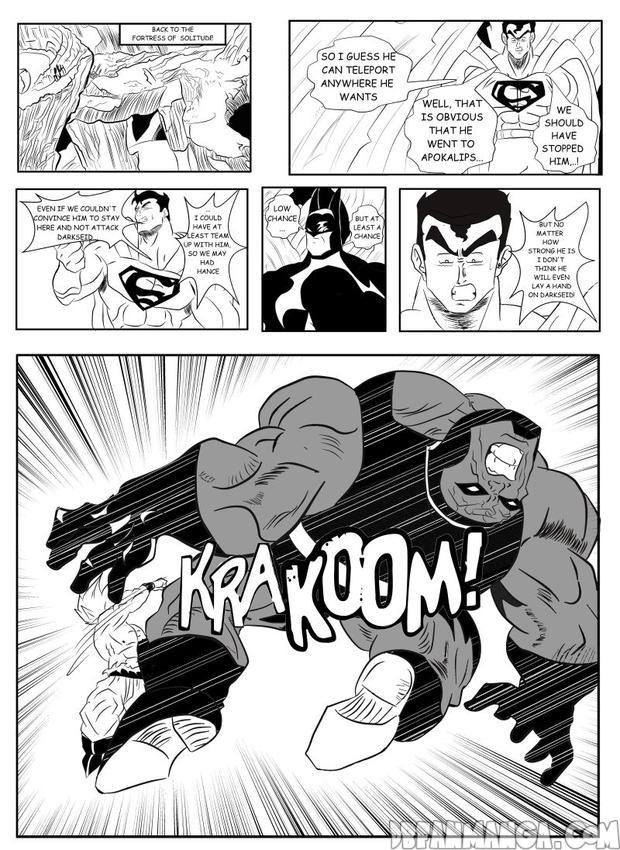 BACK TO THE
FORTRESS OF SOLITUDE
SO I GUESS HE
CAN TELEPORT
ANYWHERE HE
WANTS
WELL, THAT
IS OBVIOUS
THAT HE
WENT TO
APOKALIPS...
WE
SHOULD
HAVE
STOPPED
HIM,..!
EVEN IF WE COULDN'T
CONVINCE HIM TO STAY
HERE AND NOT ATTACK
DARKSEID..
...
I COULD
HAVE AT
LEAST TEAM
UP WITH HIM,
SO WE MAY
HAD
HANCE
LOW
CHANCE
...
BUT AT
LEAST A
CHANCE
BUT NO
MATTER
HOW
STRONG HE IS
I DON'T
THINK HE
WILL EVEN
LAY A HAND
ON DARKSEID!
KRAKOOM!
DBFANMANGA.COM